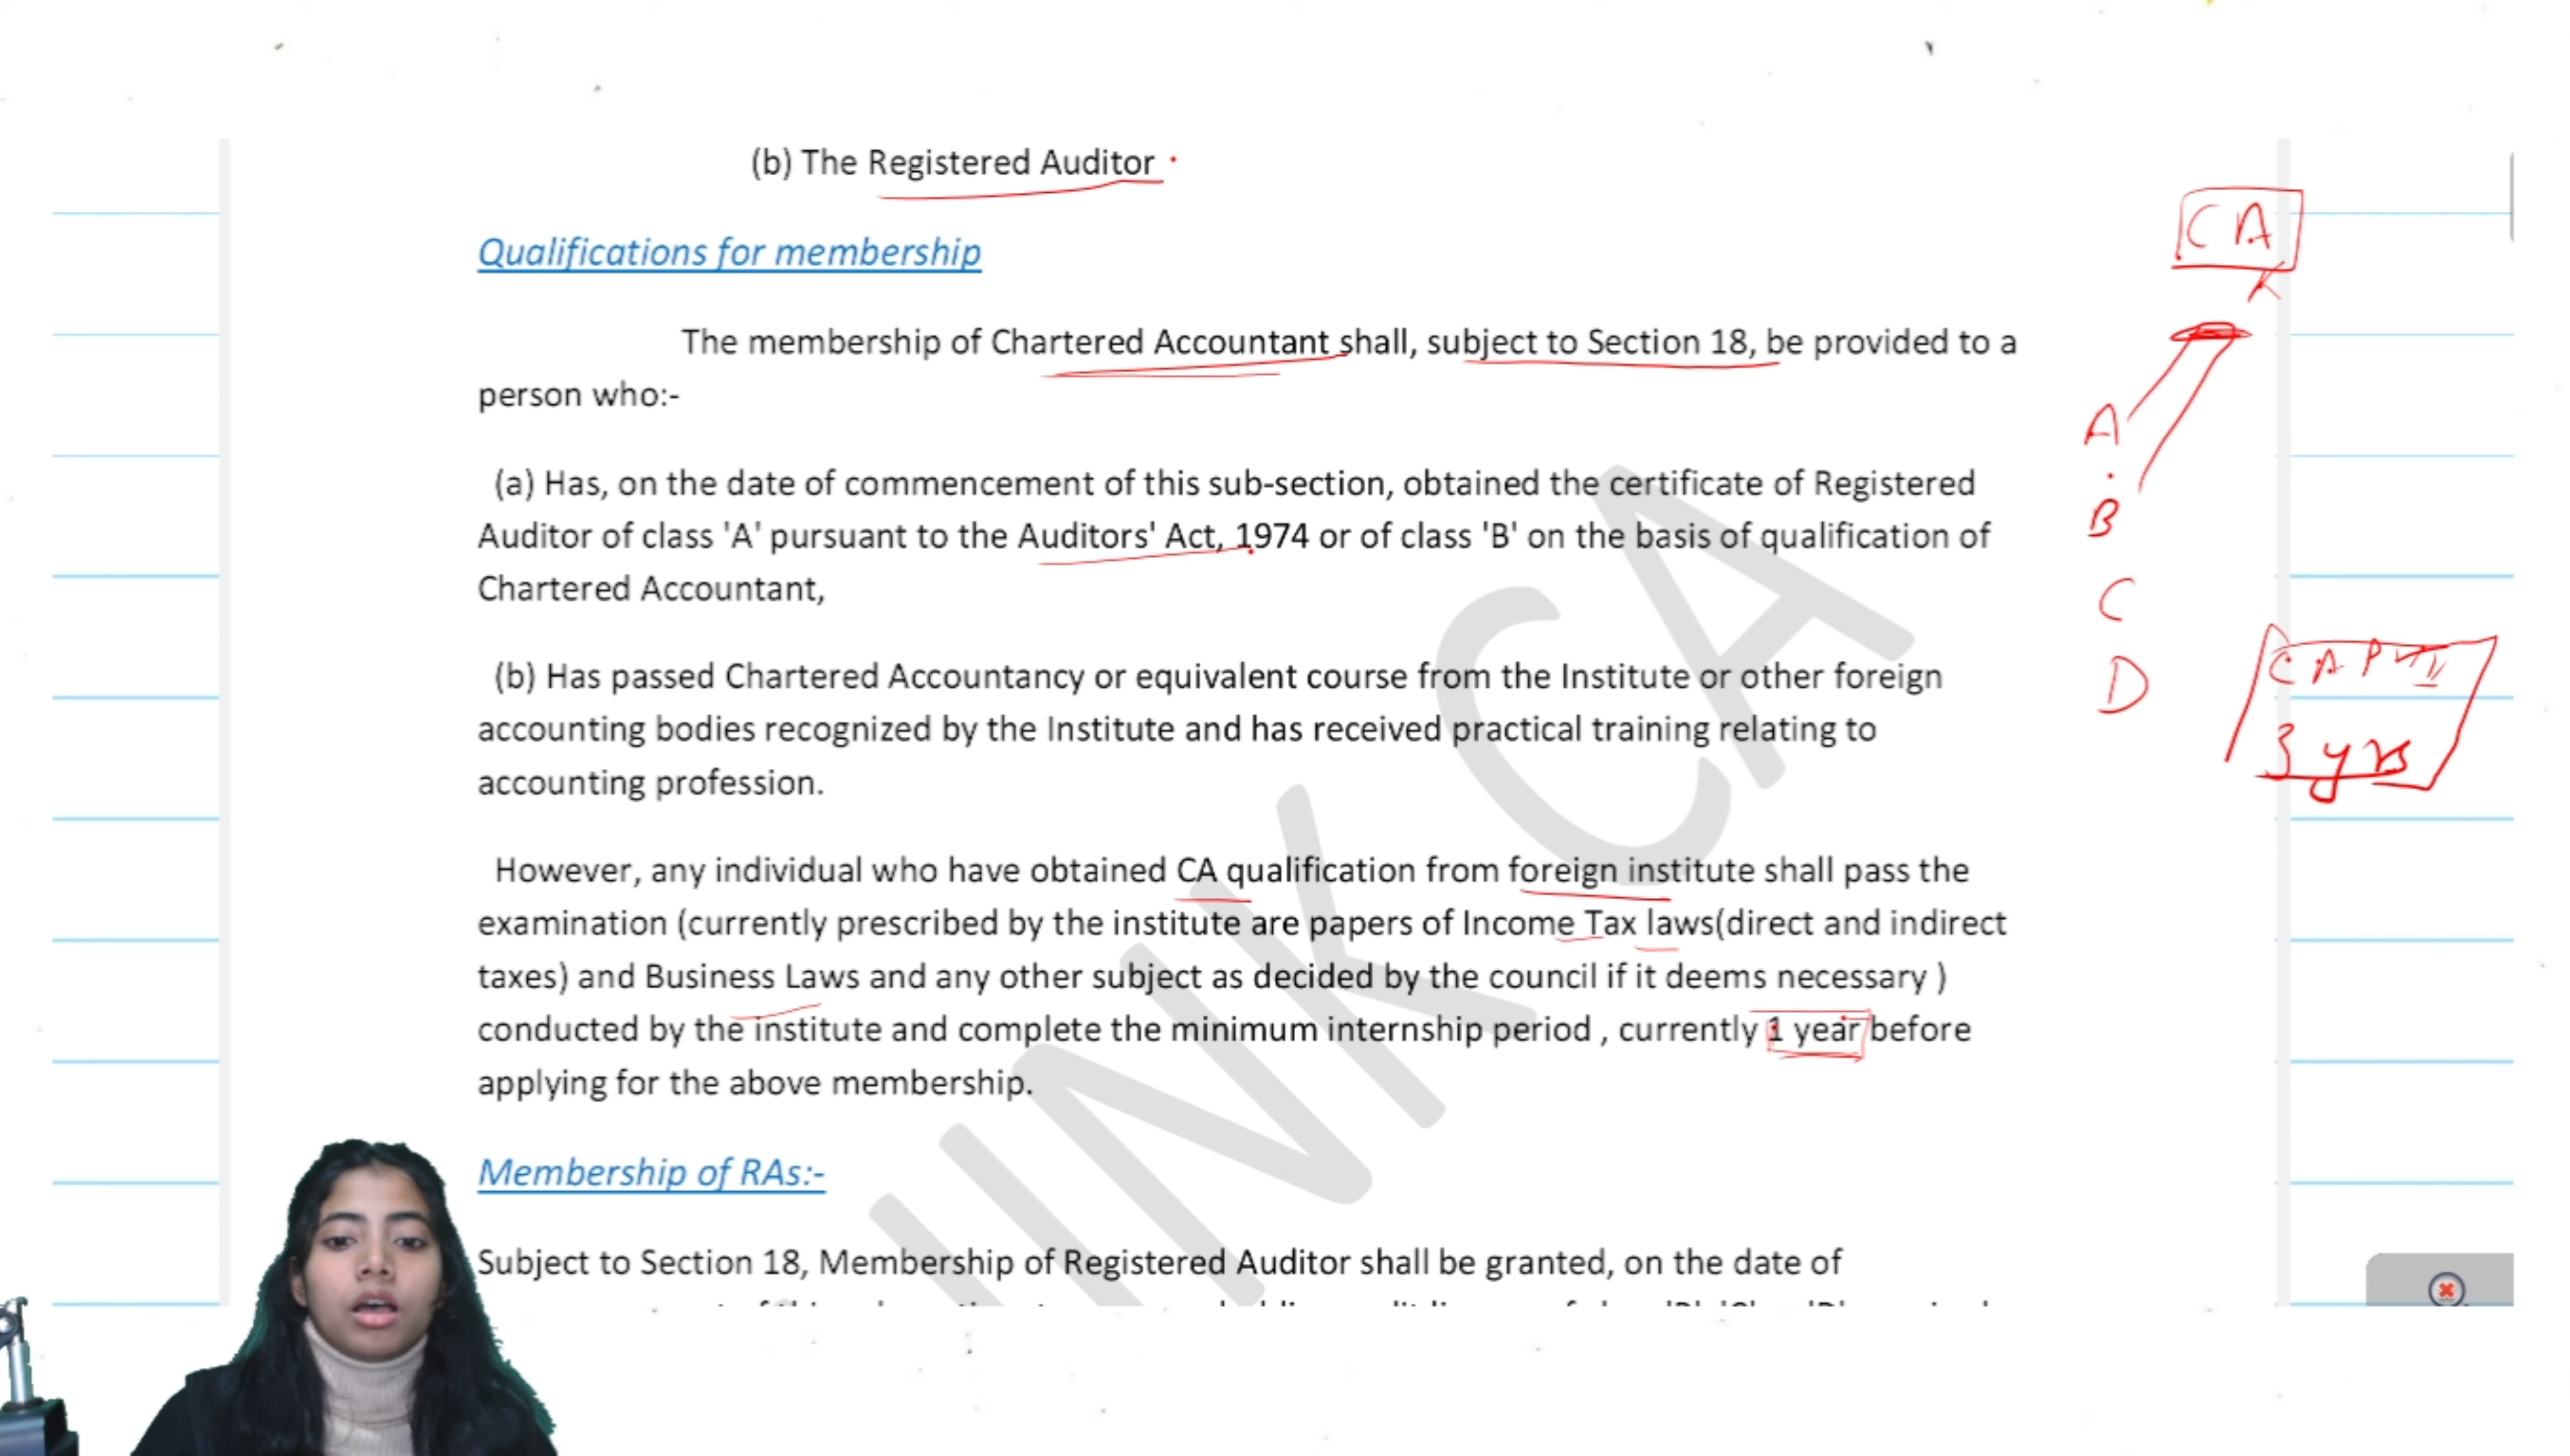 (b) The Registered Auditor
Qualifications for membership
The membership of Chartered Accountant shall, subject to Section 18, be provided to a
person who:-
(a) Has, on the date of commencement of this sub-section, obtained the certificate of Registered
Auditor of class 'A' pursuant to the Auditors' Act, 1974 or of class 'B' on the basis of qualification of
Chartered Accountant,
(b) Has passed Chartered Accountancy or equivalent course from the Institute or other foreign
accounting bodies recognized by the Institute and has received practical training relating to
accounting profession.
However, any individual who have obtained CA qualification from foreign institute shall pass the
examination (currently prescribed by the institute are papers of Income Tax laws(direct and indirect
taxes) and Business Laws and any other subject as decided by the council if it deems necessary )
conducted by the institute and complete the minimum internship period , currently 1 year before
applying for the above membership.
Membership of RAs:-
Subject to Section 18, Membership of Registered Auditor shall be granted, on the date of
CA
A
B
C
D
CAP
3 yrs
NK CA